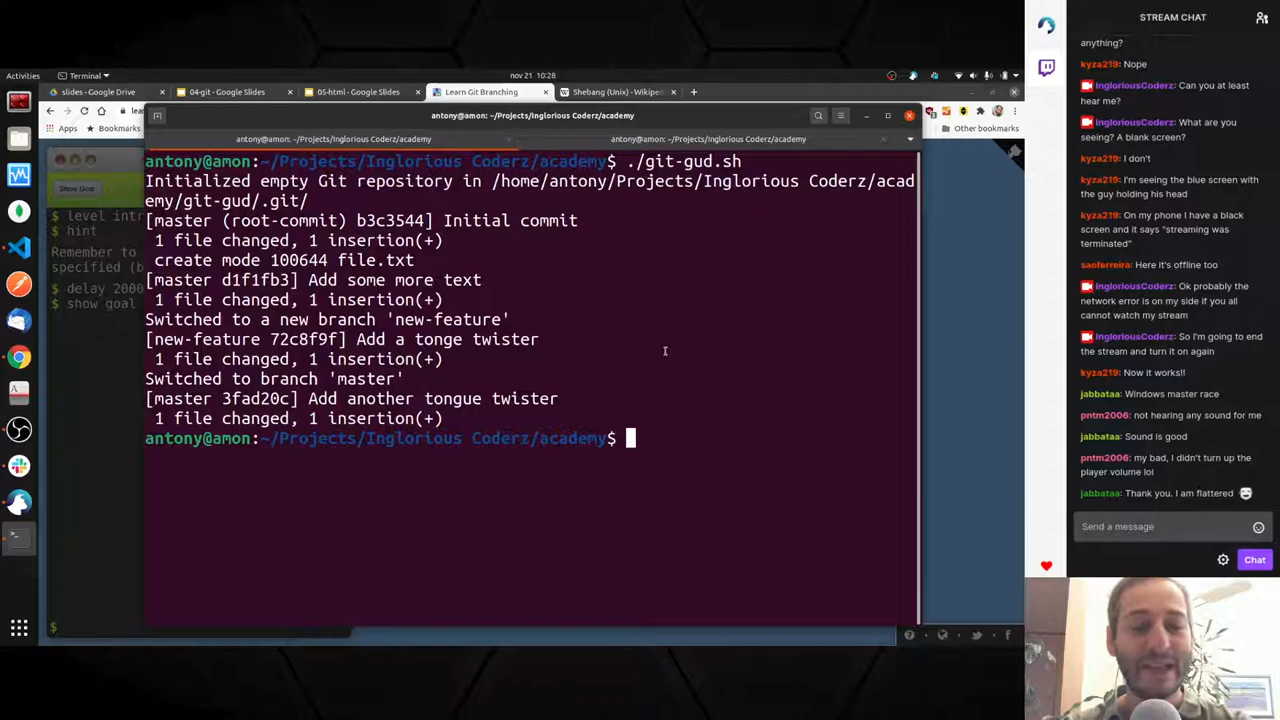 Activities
Terminal
nov 21 10:28
slides - Google Drive
04-git - Google Slides
05-html - Google Slides
Learn Git Branching
Shebang (Unix) - Wikiped
Apps
Bookmarks
Other bookmarks
antony@amon: ~/Projects/Inglorious Coderz/academy
antony@amon: ~/Projects/Inglorious Coderz/academy
antony@amon: ~/Projects/Inglorious Coderz/academy
Show Goal
$ level intr
$ hint
Remember to
specified (b
$ delay 2000
$ show goal
$
antony@amon:~/Projects/Inglorious Coderz/academy$ ./git-gud.sh
Initialized empty Git repository in /home/antony/Projects/Inglorious Coderz/acad
emy/git-gud/.git/
[master (root-commit) b3c3544] Initial commit
1 file changed, 1 insertion(+)
create mode 100644 file.txt
[master d1f1fb3] Add some more text
1 file changed, 1 insertion(+)
Switched to a new branch 'new-feature'
[new-feature 72c8f9f] Add a tonge twister
1 file changed, 1 insertion(+)
Switched to branch 'master'
[master 3fad20c] Add another tongue twister
1 file changed, 1 insertion(+)
antony@amon:~/Projects/Inglorious Coderz/academy$
STREAM CHAT
anything?
kyza219: Nope
IngloriousCoderz: Can you at least
hear me?
IngloriousCoderz: What are you
seeing? A blank screen?
kyza219: I don't
kyza219: I'm seeing the blue screen with
the guy holding his head
kyza219: On my phone I have a black
screen and it says "streaming was
terminated"
saoferreira: Here it's offline too
IngloriousCoderz: Ok probably the
network error is on my side if you all
cannot watch my stream
IngloriousCoderz: So I'm going to end
the stream and turn it on again
kyza219: Now it works!!
jabbataa: Windows master race
pntm2006: not hearing any sound for me
jabbataa: Sound is good
pntm2006: my bad, I didn't turn up the
player volume lol
jabbataa: Thank you. I am flattered
Send a message
Chat